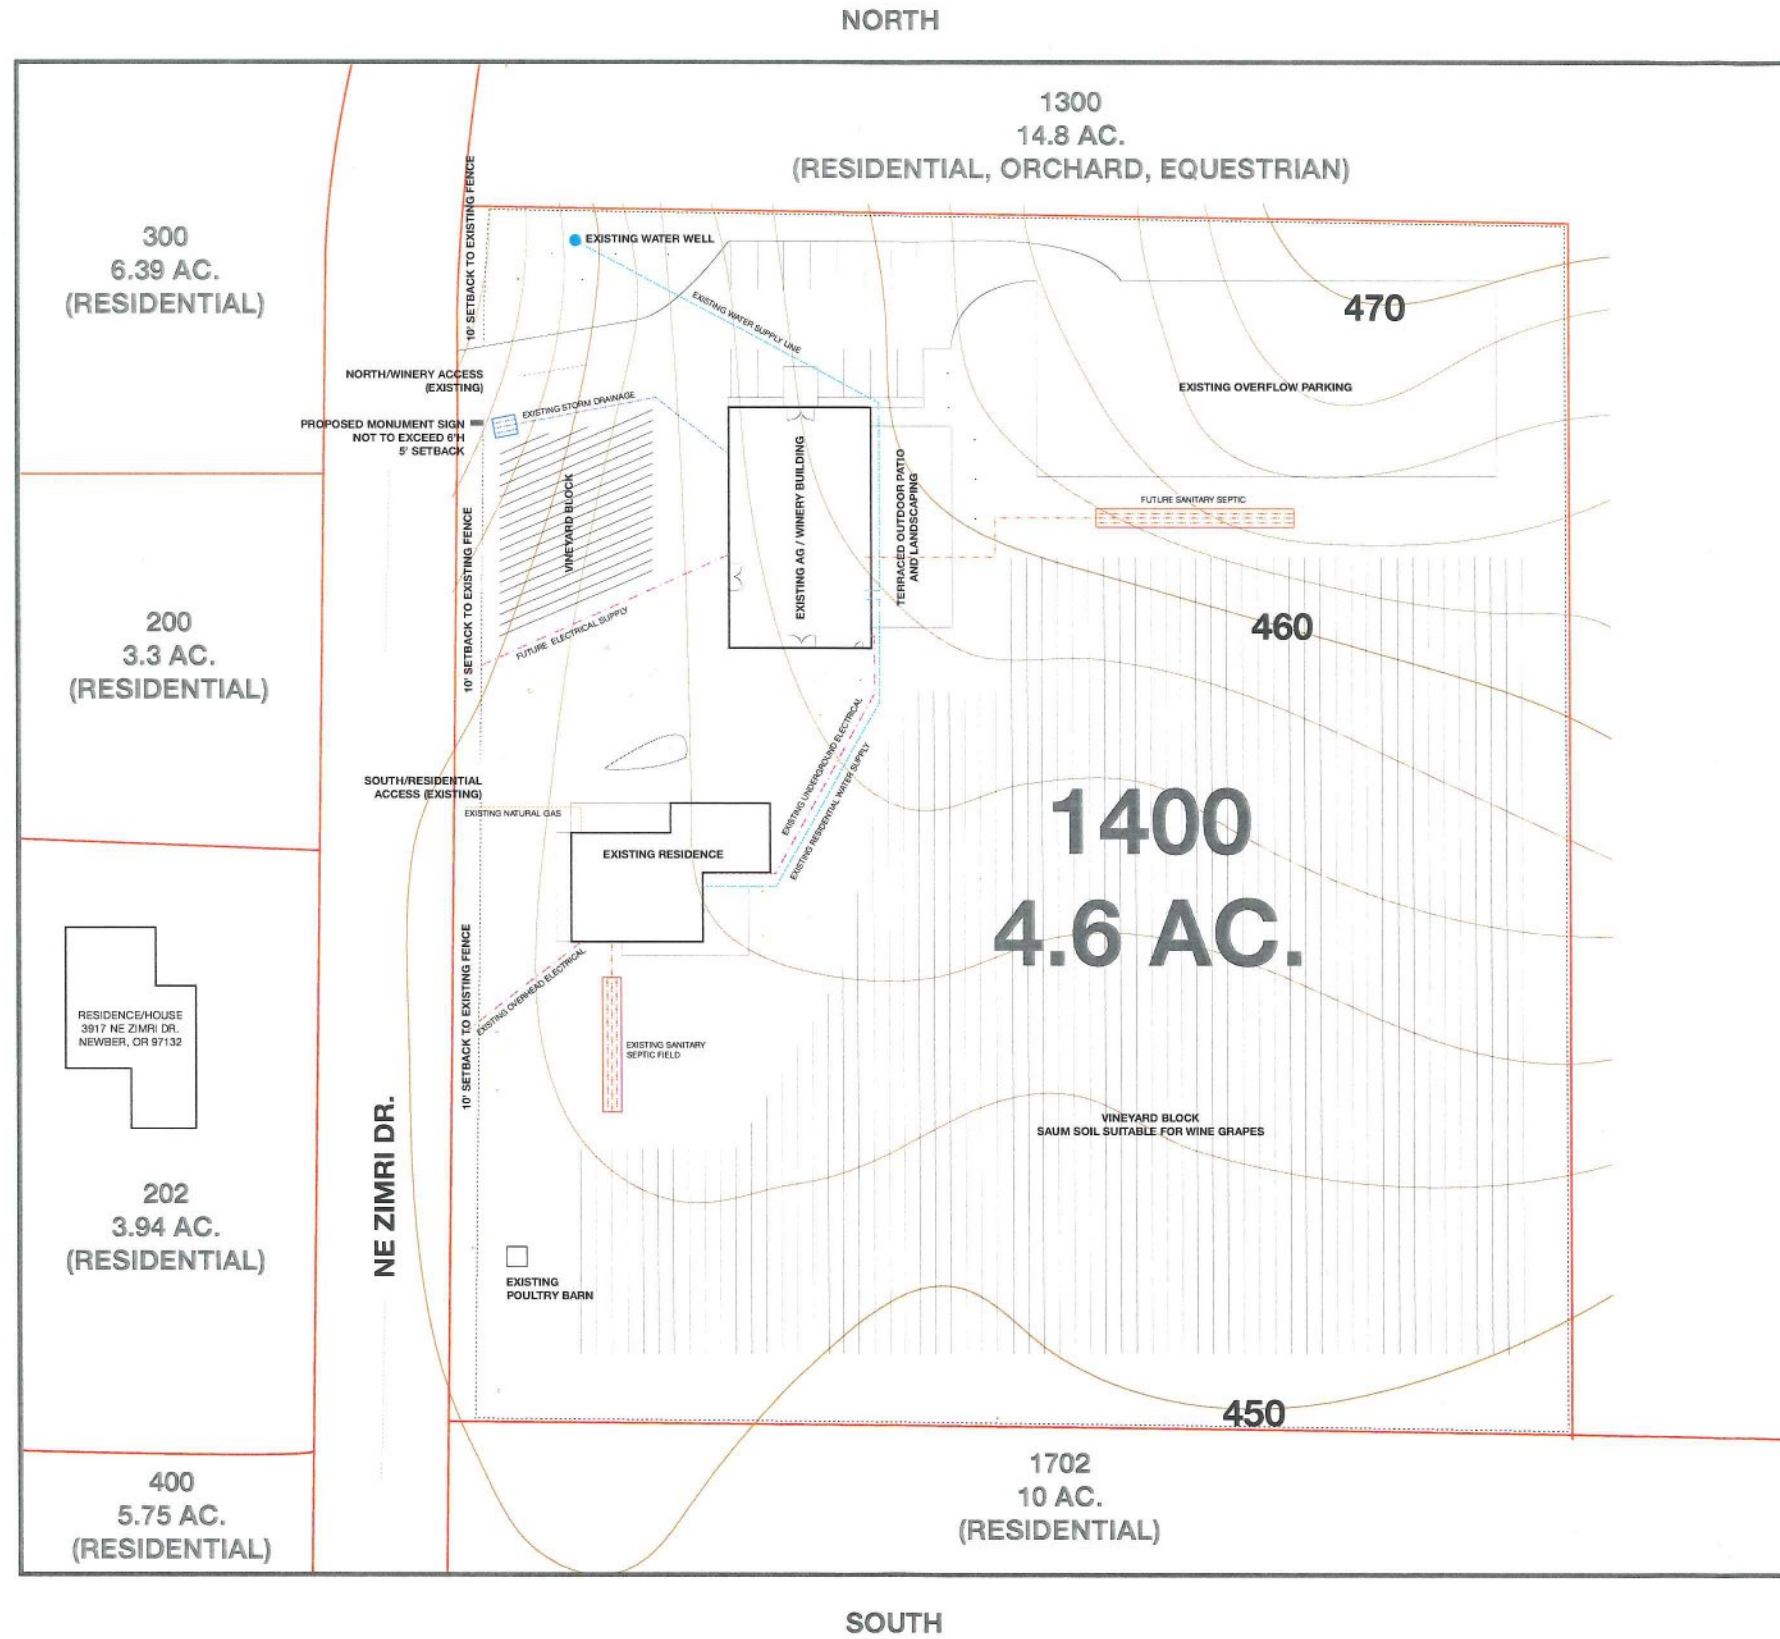 NORTH
1300
14.8 AC.
(RESIDENTIAL, ORCHARD, EQUESTRIAN)
300
6.39 AC.
(RESIDENTIAL)
10' SETBACK TO EXISTING FENCE
EXISTING WATER WELL
EXISTING WATER SUPPLY LINE
470
NORTH/WINERY ACCESS
(EXISTING)
EXISTING OVERFLOW PARKING
EXISTING STORM DRAINAGE
PROPOSED MONUMENT SIGN
NOT TO EXCEED 6'H
5' SETBACK
VINEYARD BLOCK
EXISTING AG / WINERY BUILDING
TERRACED OUTDOOR PATIO
AND LANDSCAPING
FUTURE SANITARY SEPTIC
10' SETBACK TO EXISTING FENCE
FUTURE ELECTRICAL SUPPLY
460
200
3.3 AC.
(RESIDENTIAL)
SOUTH/RESIDENTIAL
ACCESS (EXISTING)
EXISTING NATURAL GAS
EXISTING UNDERGROUND ELECTRICAL
EXISTING RESIDENTIAL WATER SUPPLY
EXISTING RESIDENCE
1400
4.6 AC.
10' SETBACK TO EXISTING FENCE
EXISTING OVERHEAD ELECTRICAL
RESIDENCE/HOUSE
3917 NE ZIMRI DR.
NEWBER, OR 97132
EXISTING SANITARY
SEPTIC FIELD
NE ZIMRI DR.
VINEYARD BLOCK
SAUM SOIL SUITABLE FOR WINE GRAPES
202
3.94 AC.
(RESIDENTIAL)
EXISTING
POULTRY BARN
450
400
5.75 AC.
(RESIDENTIAL)
1702
10 AC.
(RESIDENTIAL)
SOUTH